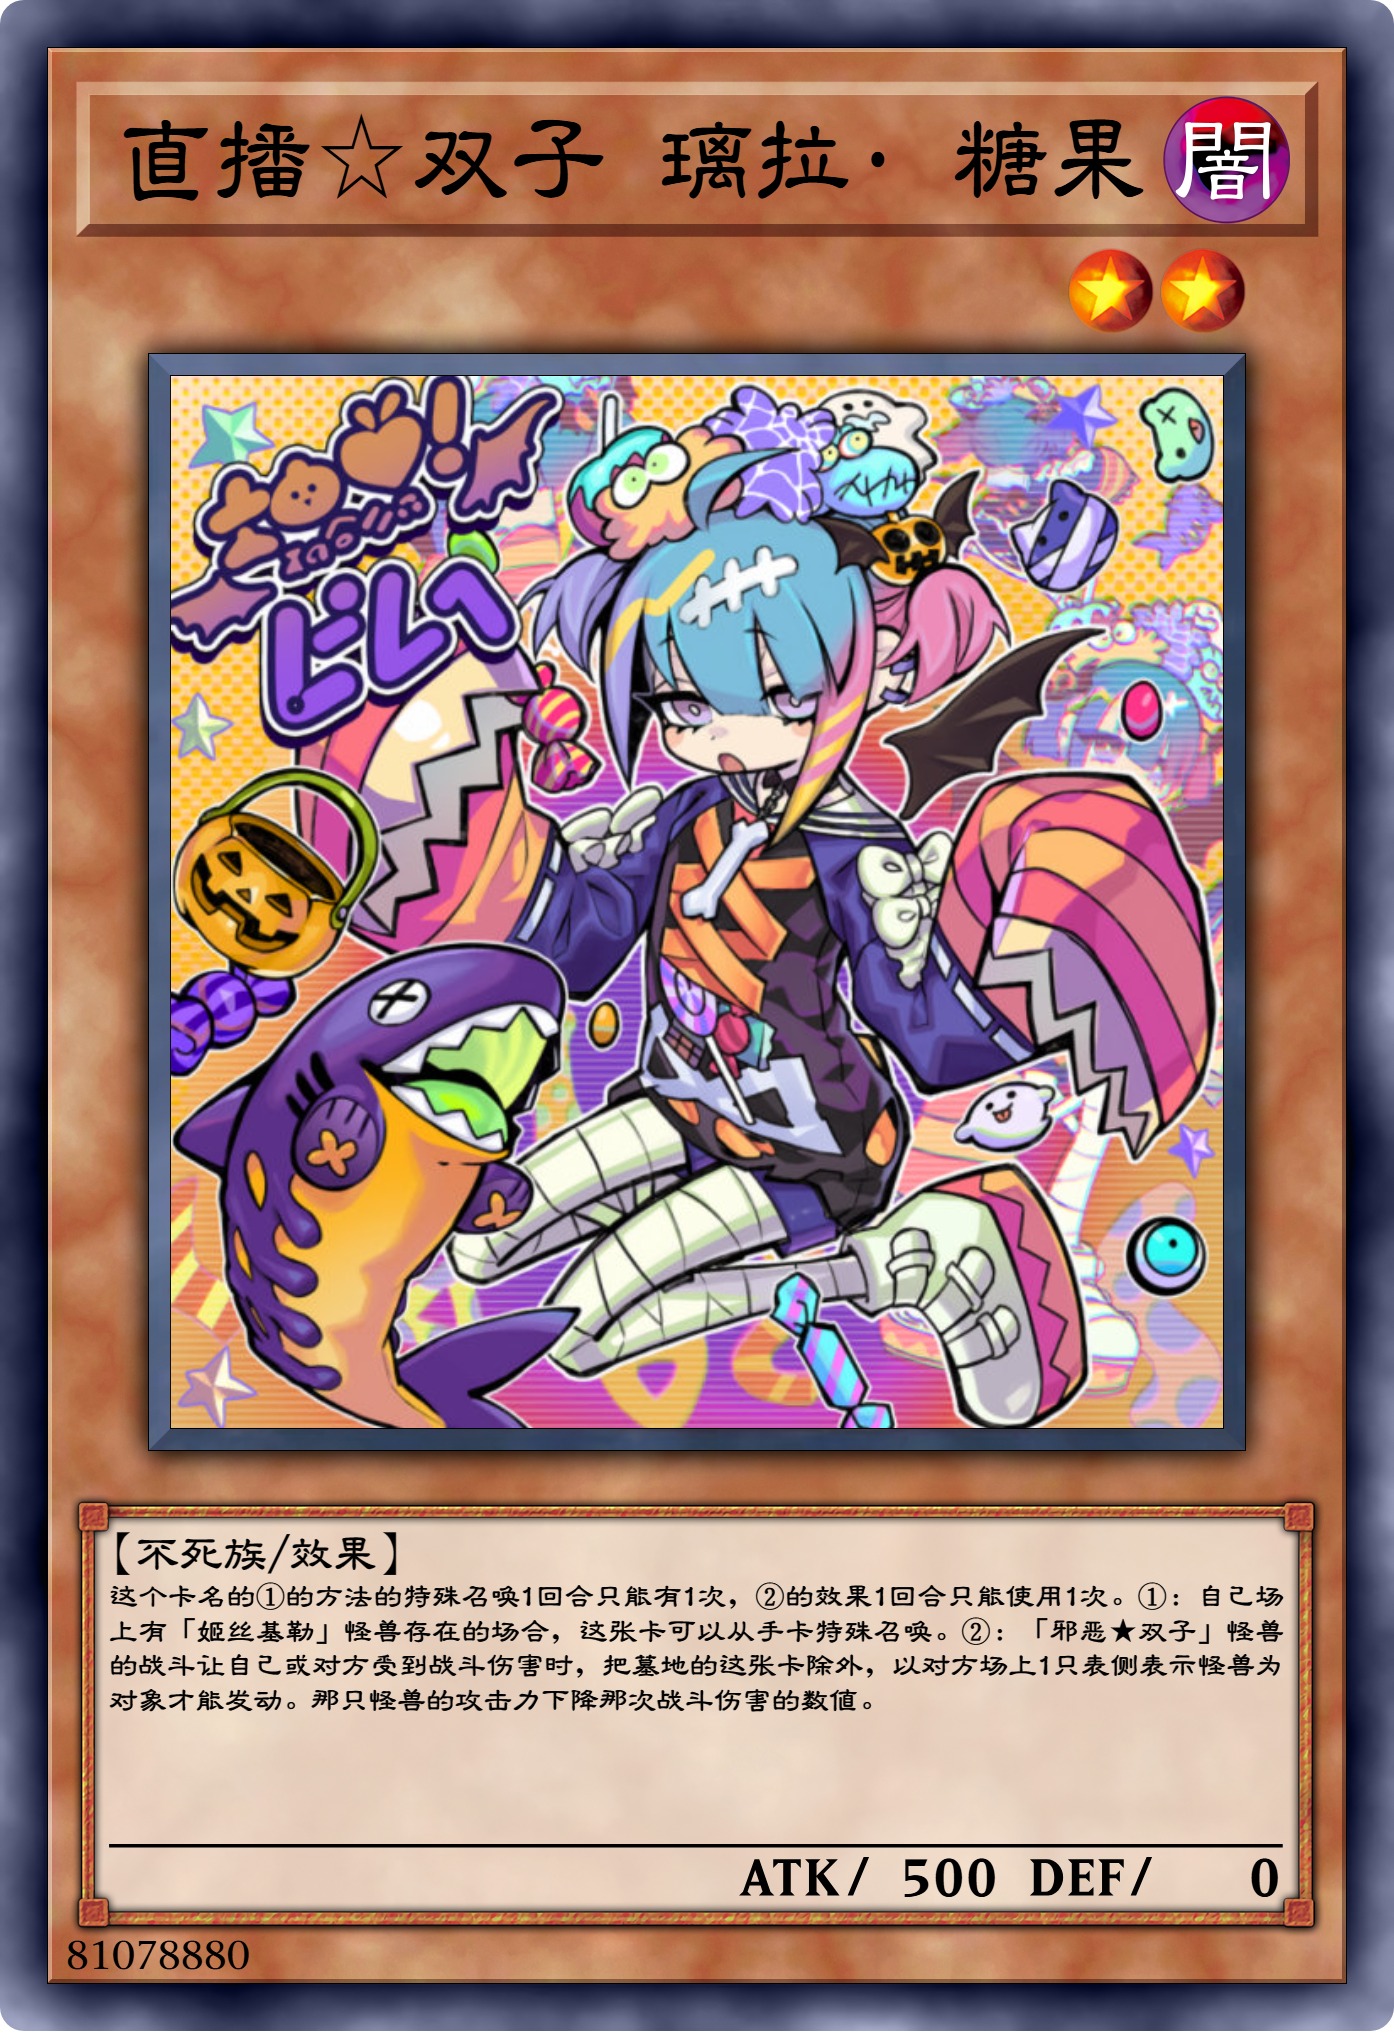 直播☆双子 璃拉·糖果
闇
【不死族/效果】
这个卡名的①的方法的特殊召唤1回合只能有1次，②的效果1回合只能使用1次。①：自己场
上有「姬丝基勒」怪兽存在的场合，这张卡可以从手卡特殊召唤。②：「邪恶★双子」怪兽
的战斗让自己或对方受到战斗伤害时，把墓地的这张卡除外，以对方场上1只表侧表示怪兽为
对象才能发动。那只怪兽的攻击力下降那次战斗伤害的数值。
ATK/ 500 DEF/ 0
81078880